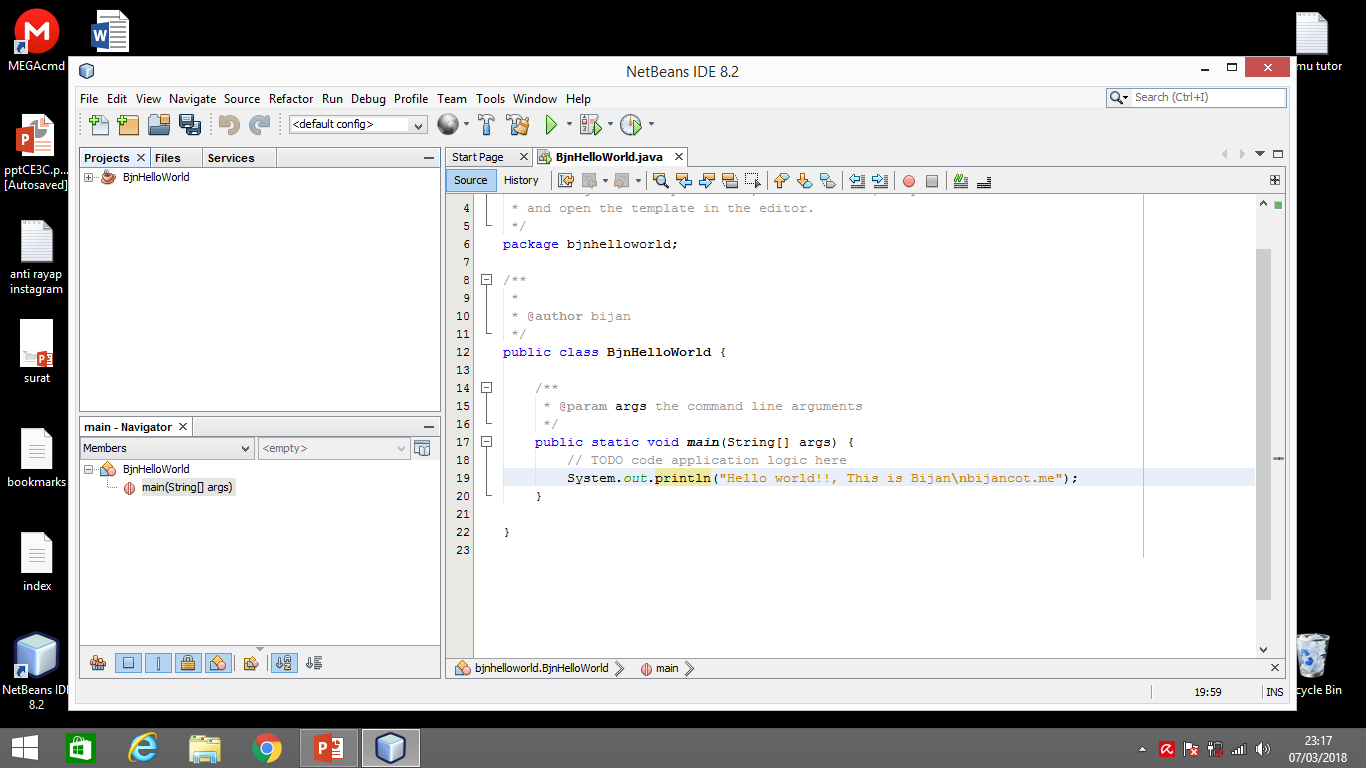 MEGAcmd
pptCE3C.p...
[Autosaved]
anti rayap
instagram
surat
bookmarks
index
NetBeans IDE
8.2
mu tutor
cycle Bin
NetBeans IDE 8.2
File Edit View Navigate Source Refactor Run Debug Profile Team Tools Window Help
Search (Ctrl+I)
<default config>
Projects Files Services
BjnHelloWorld
main - Navigator
Members <empty>
BjnHelloWorld
main(String[] args)
Start Page BjnHelloWorld.java
Source History
4 * and open the template in the editor.
5 */
6 package bjnhelloworld;
7
8 /**
9 *
10 * @author bijan
11 */
12 public class BjnHelloWorld {
13
14 /**
15 * @param args the command line arguments
16 */
17 public static void main(String[] args) {
18 // TODO code application logic here
19 System.out.println("Hello world!!, This is Bijan\nbijancot.me");
20 }
21
22 }
23
bjnhelloworld.BjnHelloWorld main
19:59 INS
23:17
07/03/2018